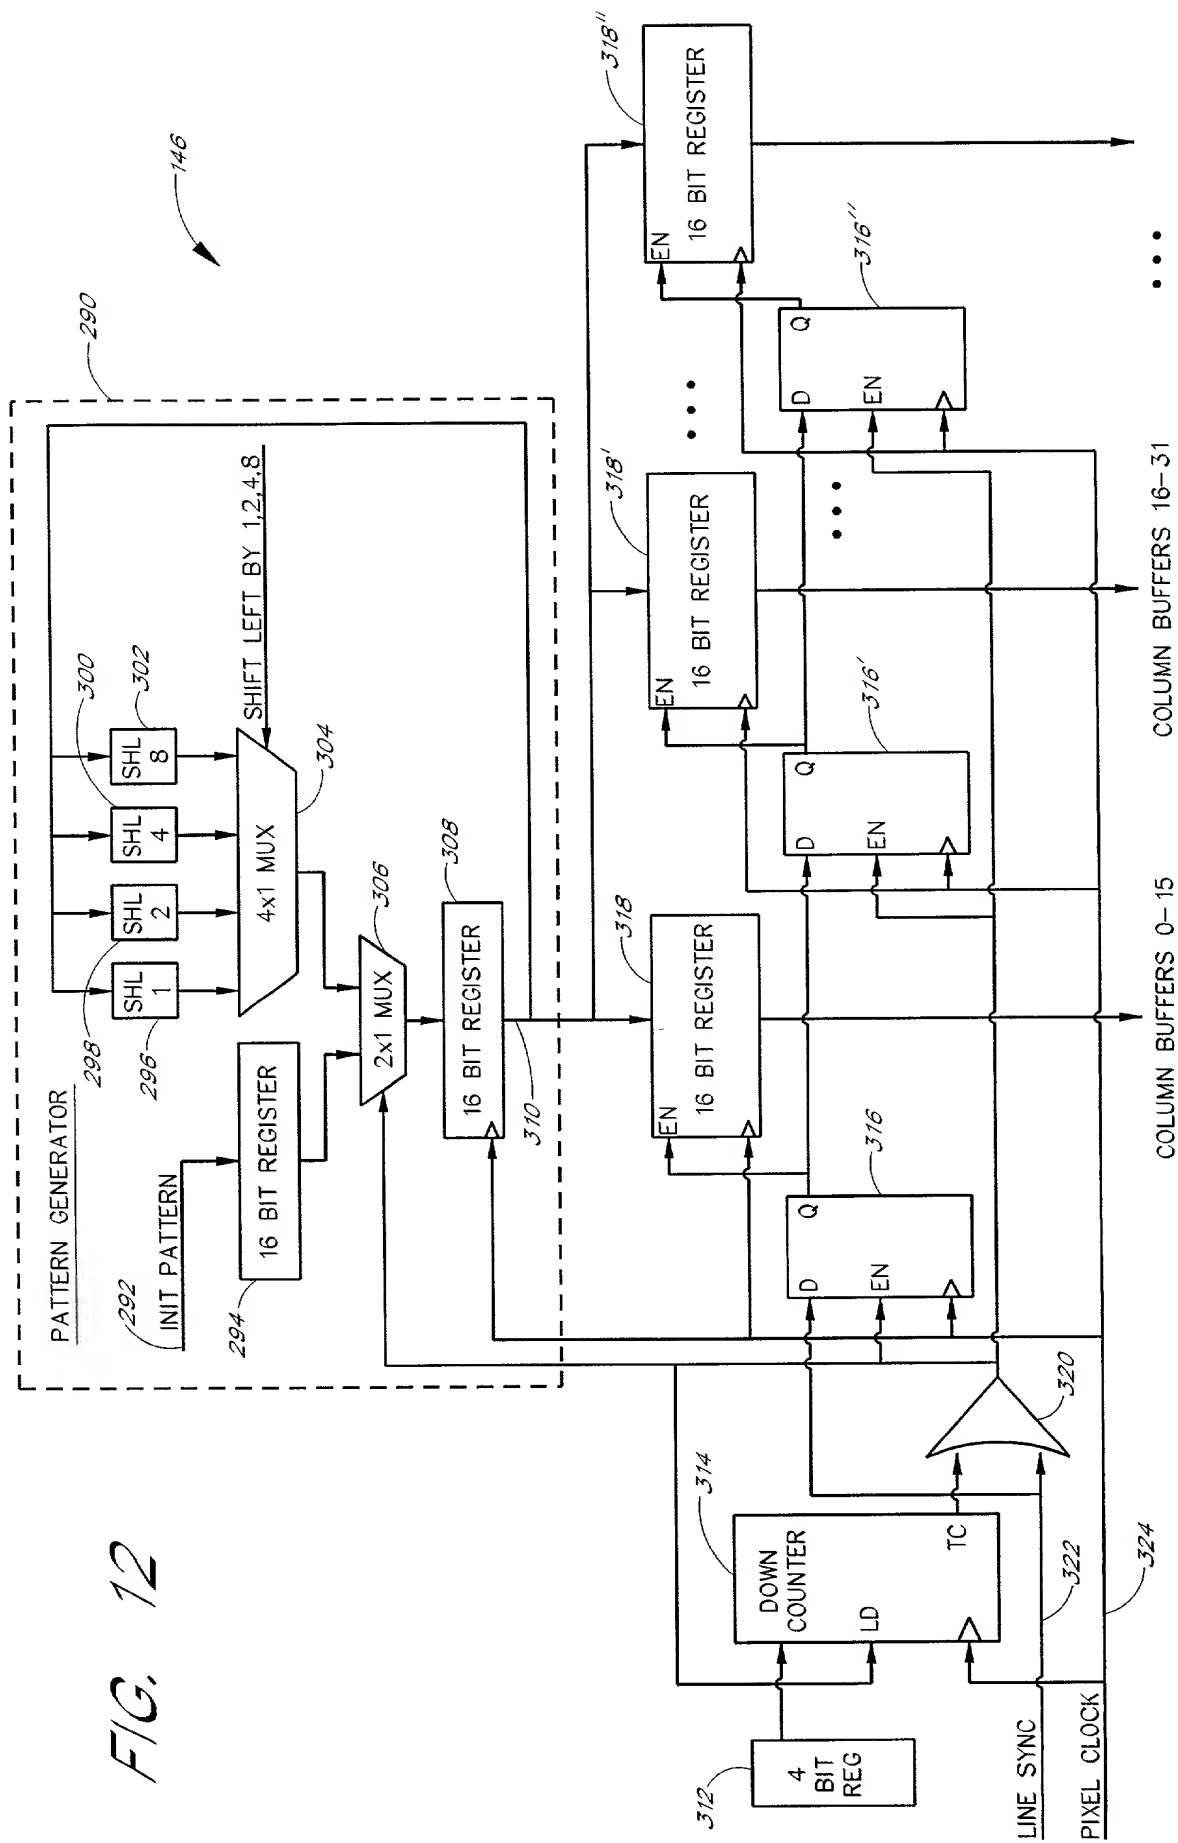 FIG. 12
146
290
PATTERN GENERATOR
292
INIT PATTERN
294
16 BIT REGISTER
296
298
300
302
SHL 1
SHL 2
SHL 4
SHL 8
4x1 MUX
304
SHIFT LEFT BY 1,2,4,8
2x1 MUX
306
16 BIT REGISTER
308
310
312
4 BIT REG
314
DOWN COUNTER
LD
TC
318
EN
16 BIT REGISTER
318'
EN
16 BIT REGISTER
318''
EN
16 BIT REGISTER
316
D
Q
EN
316'
D
Q
EN
316''
D
Q
EN
320
LINE SYNC
322
PIXEL CLOCK
324
COLUMN BUFFERS 0-15
COLUMN BUFFERS 16-31